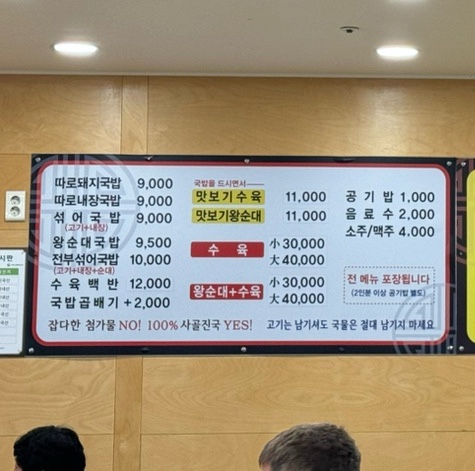 따로돼지국밥 9,000
따로내장국밥 9,000
섞어국밥 9,000
(고기+내장)
왕순대국밥 9,500
전부섞어국밥 10,000
(고기+내장+순대)
수육백반 12,000
국밥곱배기 +2,000
국밥을 드시면서
맛보기수육 11,000
맛보기왕순대 11,000
수육 小 30,000
大 40,000
왕순대+수육 小 30,000
大 40,000
공기밥 1,000
음료수 2,000
소주/맥주 4.000
전 메뉴 포장됩니다
(2인분 이상 공기밥 별도)
잡다한 첨가물 NO! 100% 사골진국 YES!
고기는 남기셔도 국물은 절대 남기지 마세요